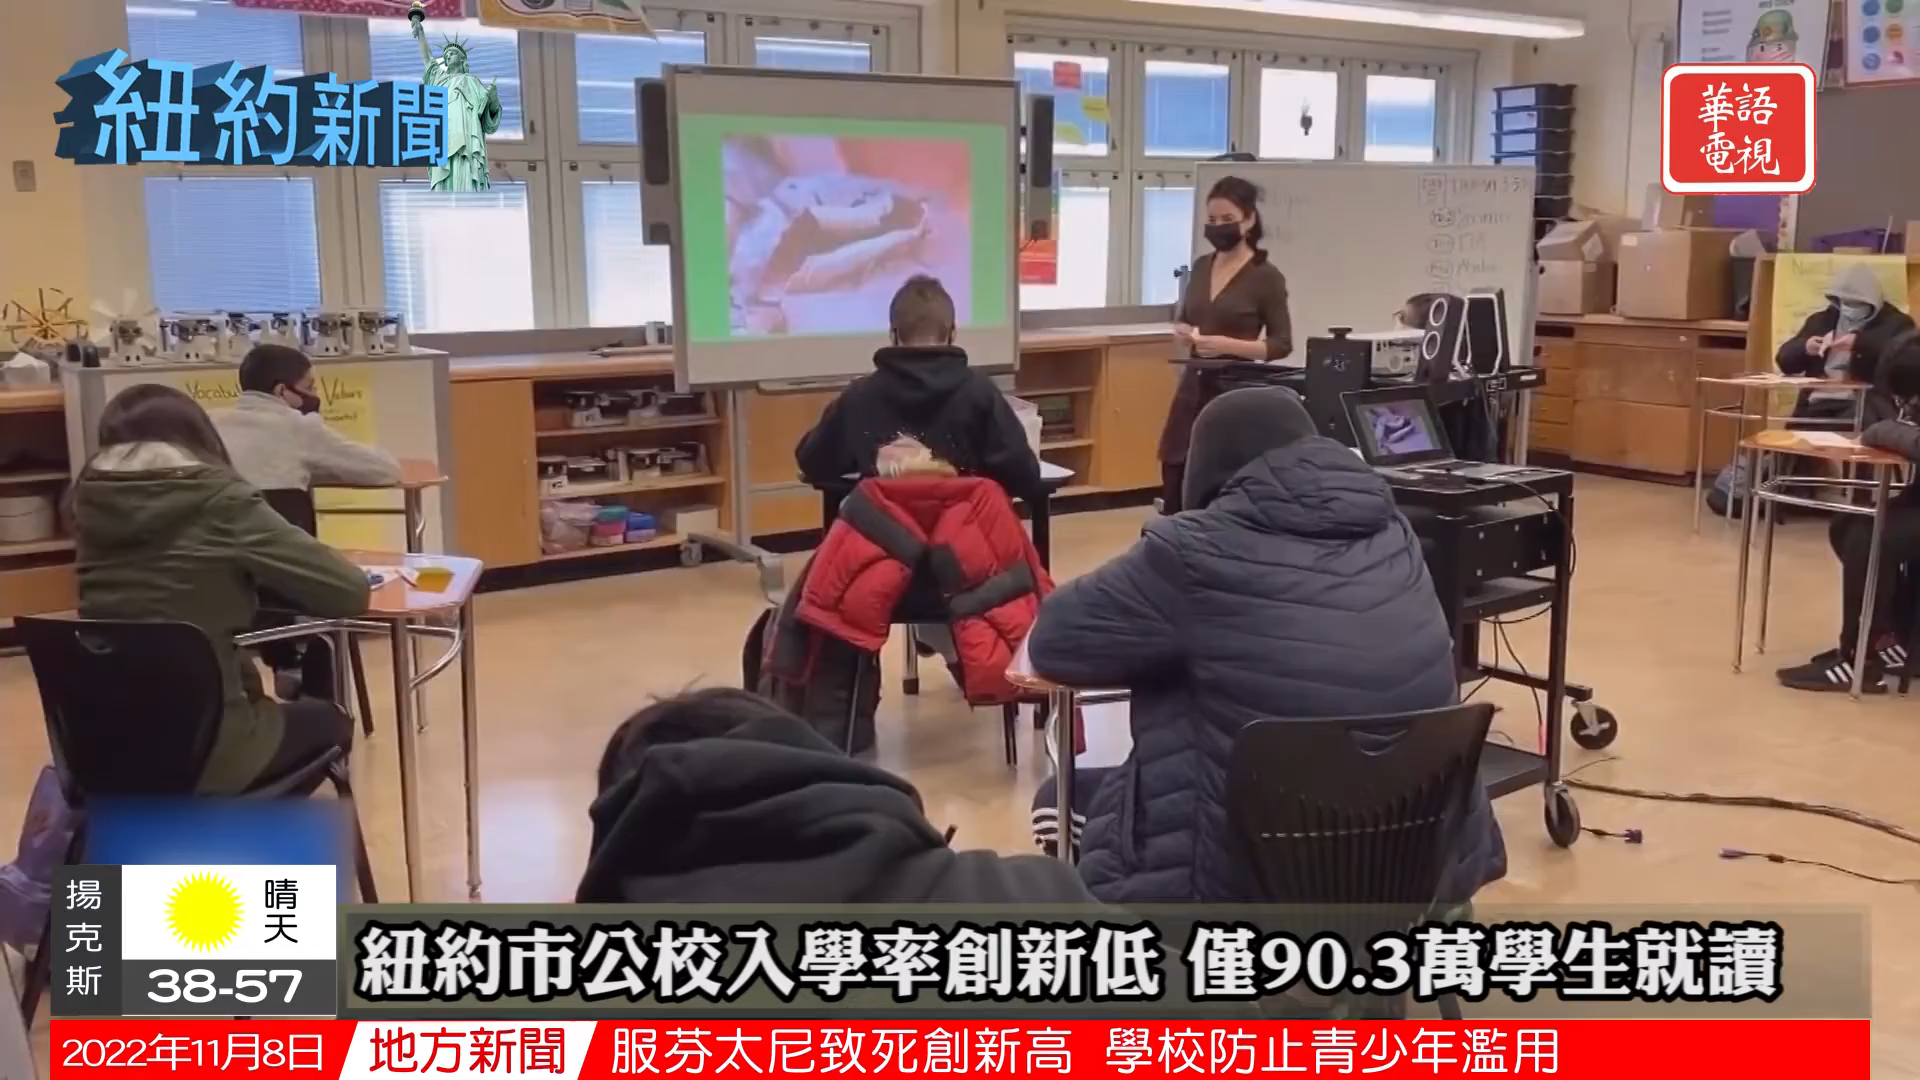 紐約新聞
華語
電視
Vocabu
Values
揚克斯
晴天
38-57
紐約市公校入學率創新低 僅90.3萬學生就讀
2022年11月8日
地方新聞
服芬太尼致死創新高 學校防止青少年濫用